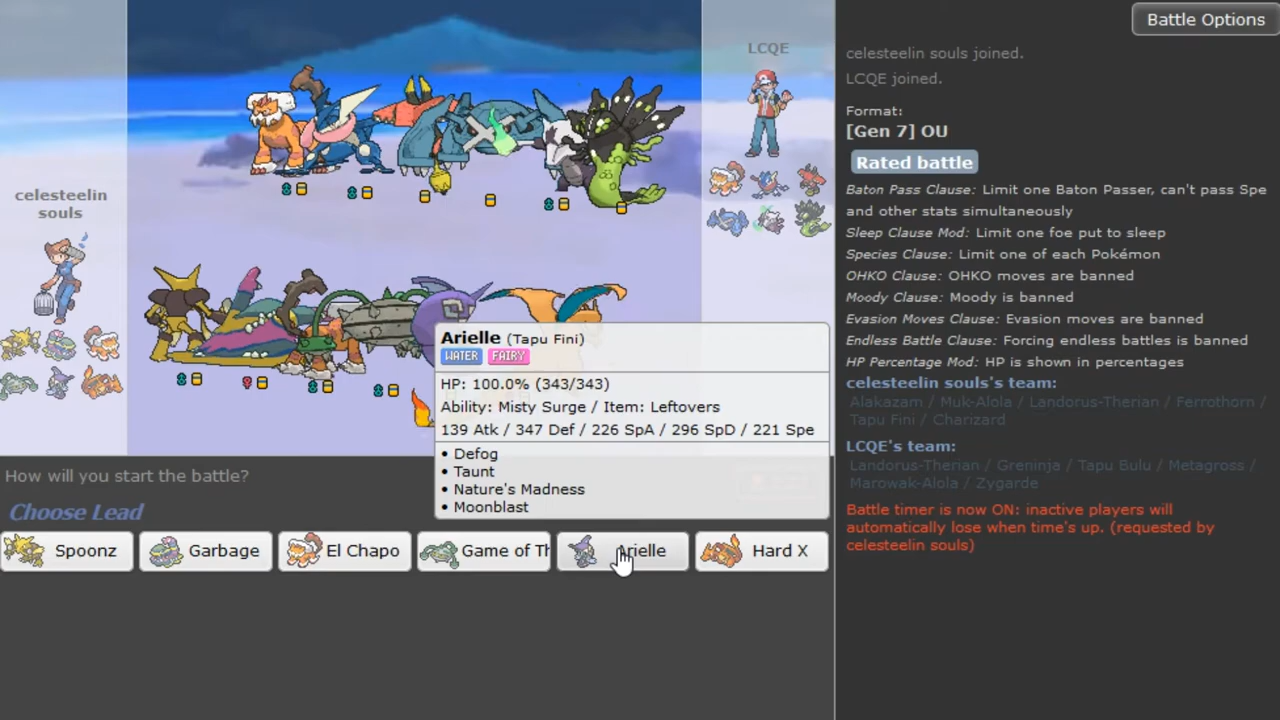 Battle Options
celesteelin souls joined.
LCQE joined.
Format:
[Gen 7] OU
Rated battle
Baton Pass Clause: Limit one Baton Passer, can't pass Spe
and other stats simultaneously
Sleep Clause Mod: Limit one foe put to sleep
Species Clause: Limit one of each Pokémon
OHKO Clause: OHKO moves are banned
Moody Clause: Moody is banned
Evasion Moves Clause: Evasion moves are banned
Endless Battle Clause: Forcing endless battles is banned
HP Percentage Mod: HP is shown in percentages
celesteelin souls's team:
Alakazam / Muk-Alola / Landorus-Therian / Ferrothorn /
Tapu Fini / Charizard
LCQE's team:
Landorus-Therian / Greninja / Tapu Bulu / Metagross /
Marowak-Alola / Zygarde
Battle timer is now ON: inactive players will
automatically lose when time's up. (requested by
celesteelin souls)
LCQE
celesteelin
souls
Arielle (Tapu Fini)
WATER FAIRY
HP: 100.0% (343/343)
Ability: Misty Surge / Item: Leftovers
139 Atk / 347 Def / 226 SpA / 296 SpD / 221 Spe
• Defog
• Taunt
• Nature's Madness
• Moonblast
How will you start the battle?
Choose Lead
Spoonz
Garbage
El Chapo
Game of Th
Arielle
Hard X